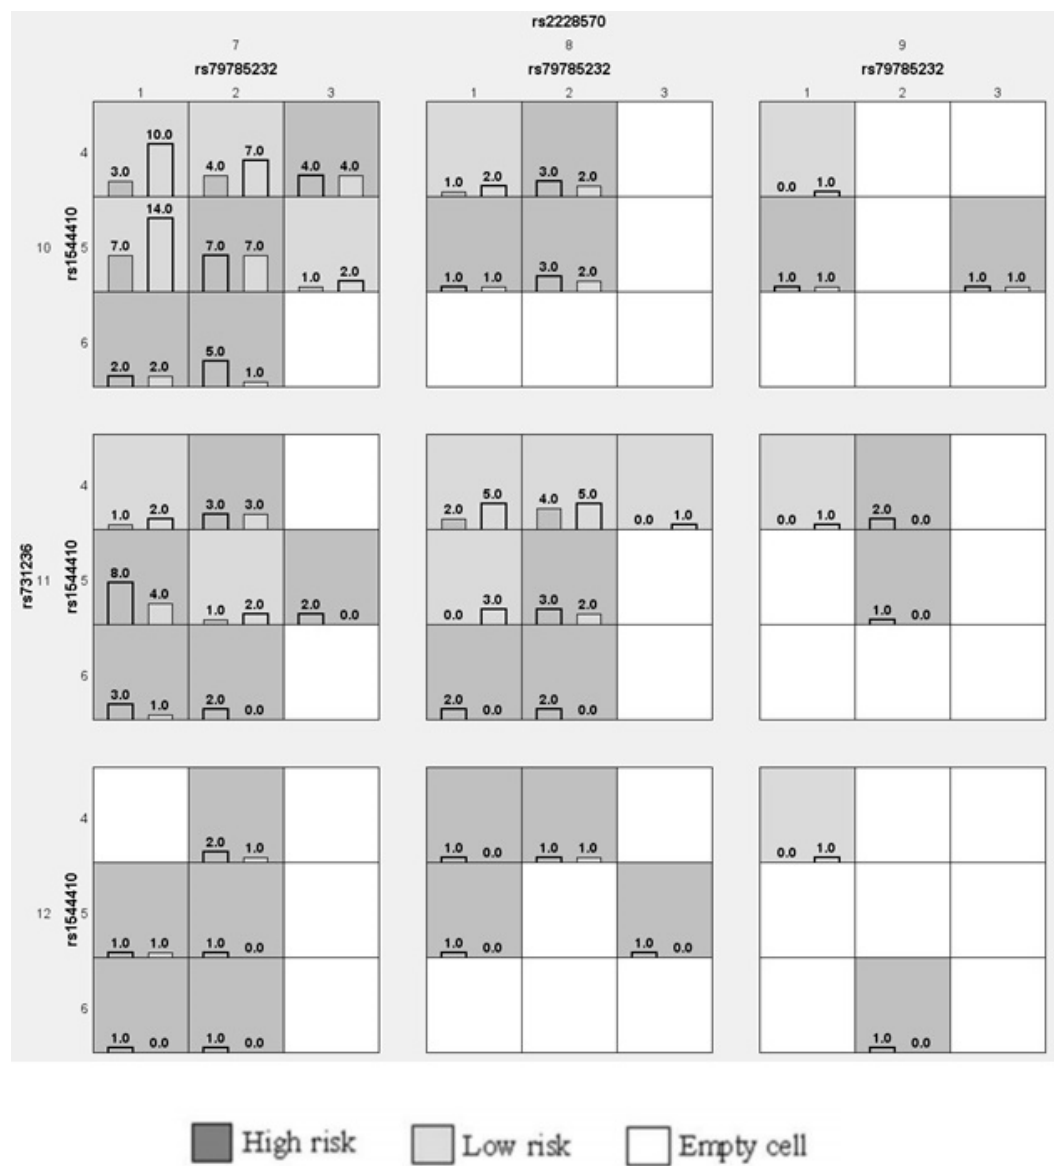 rs2228570
7 8 9
rs79785232 rs79785232 rs79785232
1 2 3 1 2 3 1 2 3
4 3.0 10.0 4.0 7.0 4.0 4.0 1.0 2.0 3.0 2.0 0.0 1.0
10 rs1544410 5 7.0 14.0 7.0 7.0 1.0 2.0 1.0 1.0 3.0 2.0 1.0 1.0 1.0 1.0
6 2.0 2.0 5.0 1.0
4 1.0 2.0 3.0 3.0 2.0 5.0 4.0 5.0 0.0 1.0 0.0 1.0 2.0 0.0
rs731236 11 rs1544410 5 8.0 4.0 1.0 2.0 2.0 0.0 0.0 3.0 3.0 2.0 1.0 0.0
6 3.0 1.0 2.0 0.0 2.0 0.0 2.0 0.0
4 2.0 1.0 1.0 0.0 1.0 1.0 0.0 1.0
12 rs1544410 5 1.0 1.0 1.0 0.0 1.0 0.0 1.0 0.0
6 1.0 0.0 1.0 0.0 1.0 0.0
High risk Low risk Empty cell